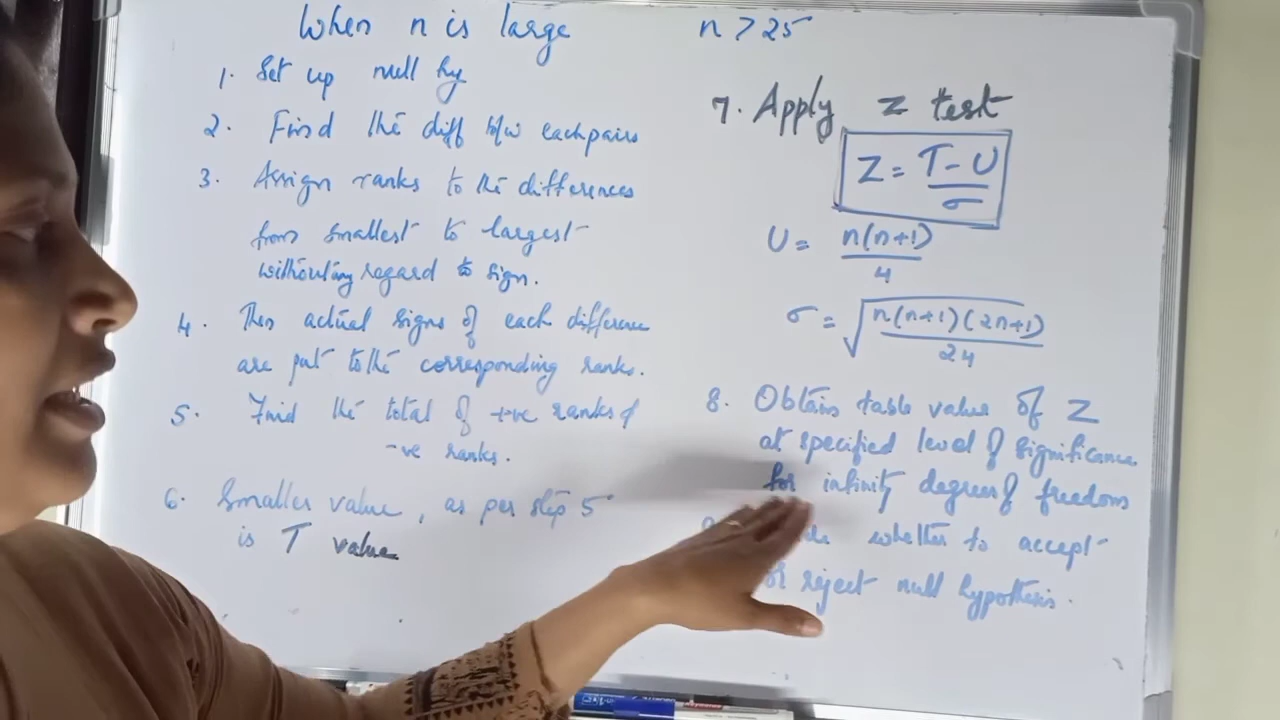 When n is large n > 25
1. Set up null hy
2. Find the diff b/w each pairs
3. Assign ranks to the differences
from smallest to largest
without any regard to sign.
4. Then actual signs of each difference
are put to the corresponding ranks.
5. Find the total of +ve ranks &
-ve ranks.
6. Smaller value, as per step 5
is T value
7. Apply Z test
Z = T - U / σ
U = n(n+1) / 4
σ = √ n(n+1)(2n+1) / 24
8. Obtain table value of Z
at specified level of significance
for infinity degrees of freedom
whether to accept
or reject null hypothesis.